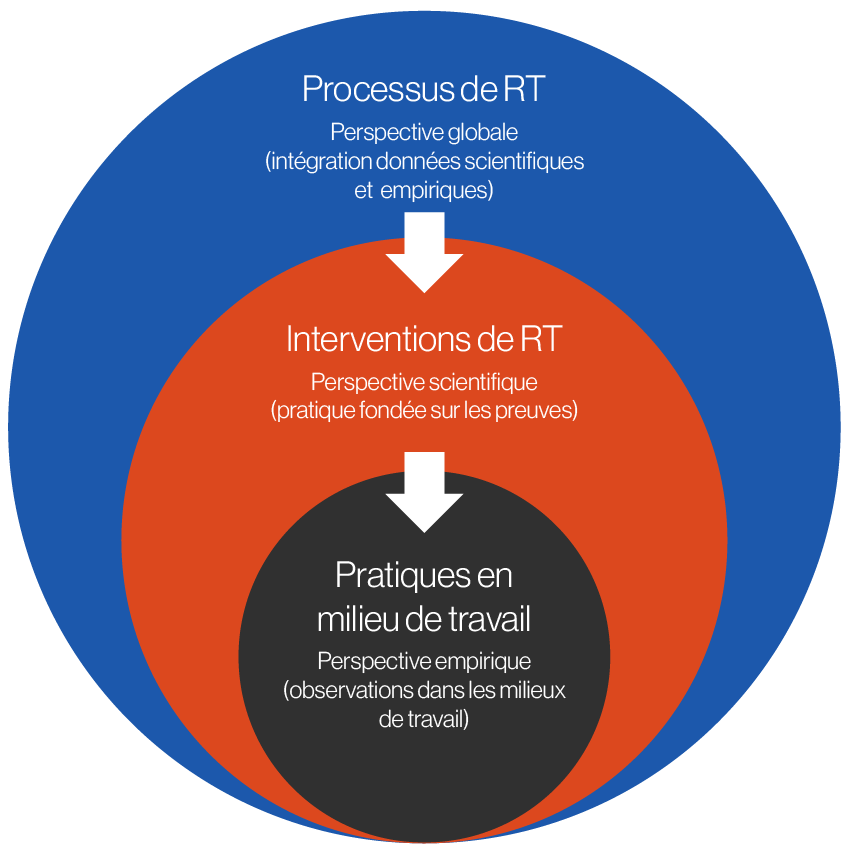 Processus de RT
Perspective globale
(intégration données scientifiques
et empiriques)
Interventions de RT
Perspective scientifique
(pratique fondée sur les preuves)
Pratiques en
milieu de travail
Perspective empirique
(observations dans les milieux
de travail)